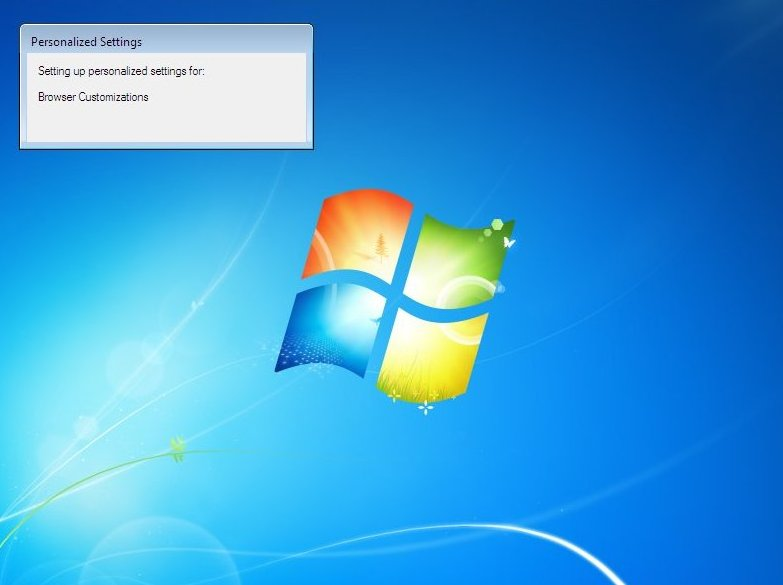 Personalized Settings
Setting up personalized settings for:
Browser Customizations